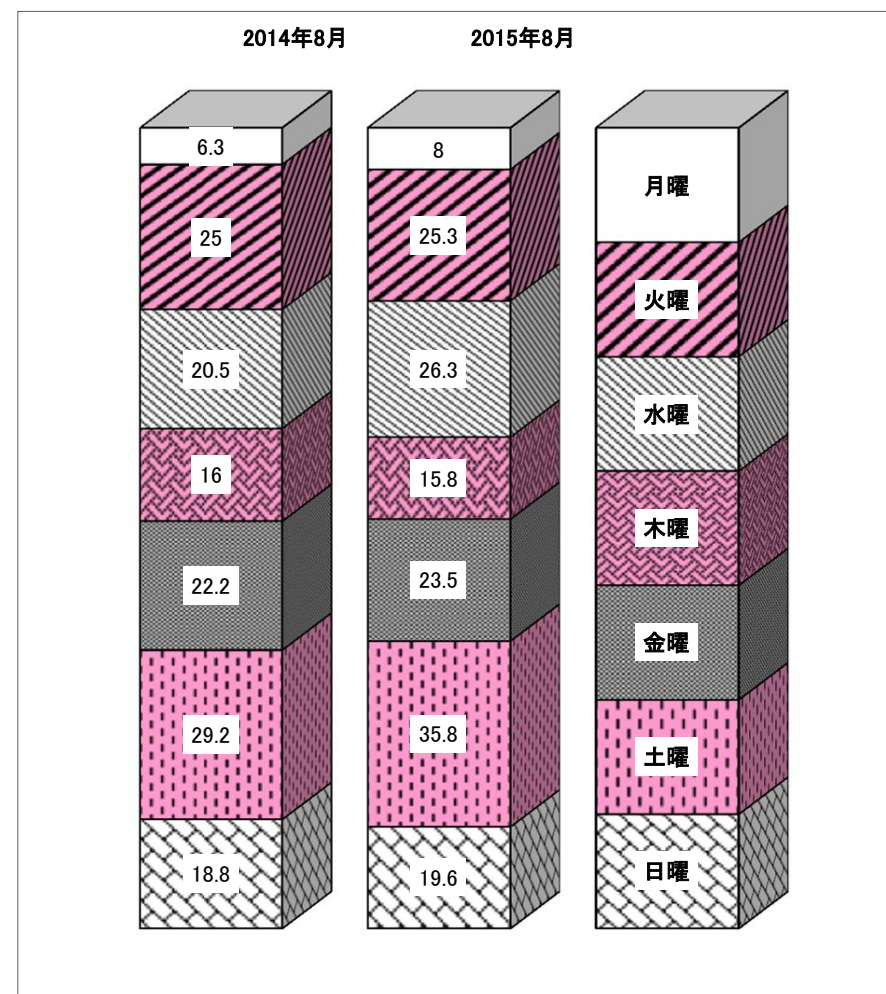 2014年8月 2015年8月
6.3 8 月曜
25 25.3 火曜
20.5 26.3 水曜
16 15.8 木曜
22.2 23.5 金曜
29.2 35.8 土曜
18.8 19.6 日曜